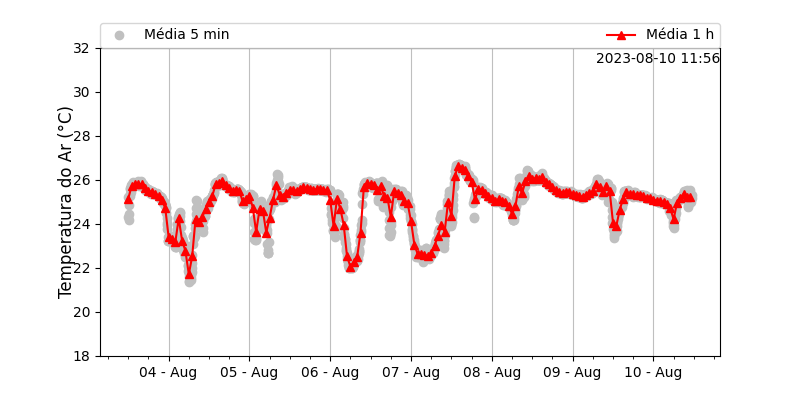 Média 5 min
Média 1 h
2023-08-10 11:56
Temperatura do Ar (°C)
32
30
28
26
24
22
20
18
04 - Aug
05 - Aug
06 - Aug
07 - Aug
08 - Aug
09 - Aug
10 - Aug